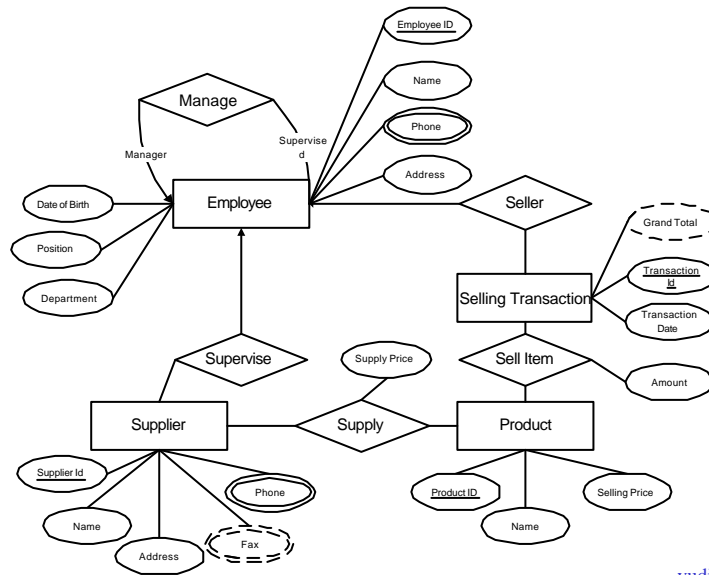 Employee ID
Manage
Name
Phone
Supervise
d
Manager
Address
Employee
Seller
Date of Birth
Grand Total
Position
Transaction
Id
Selling Transaction
Department
Transaction
Date
Supervise
Supply Price
Sell Item
Amount
Supplier
Supply
Product
Supplier Id
Phone
Product ID
Selling Price
Name
Name
Fax
Address